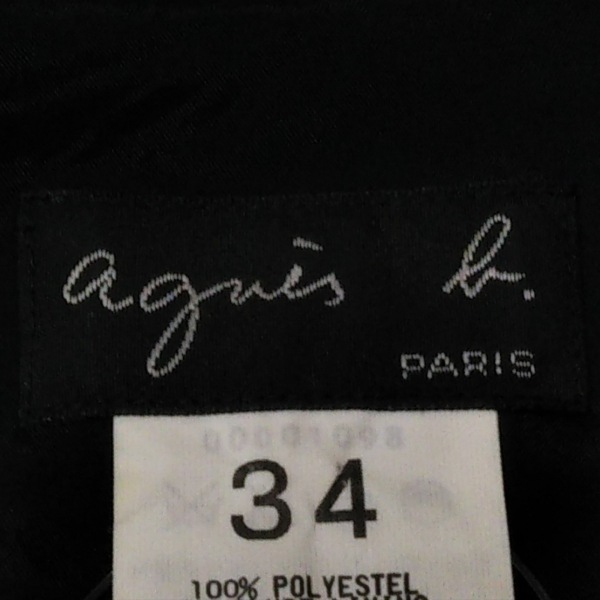 agnès b.
PARIS
34
100% POLYESTEL